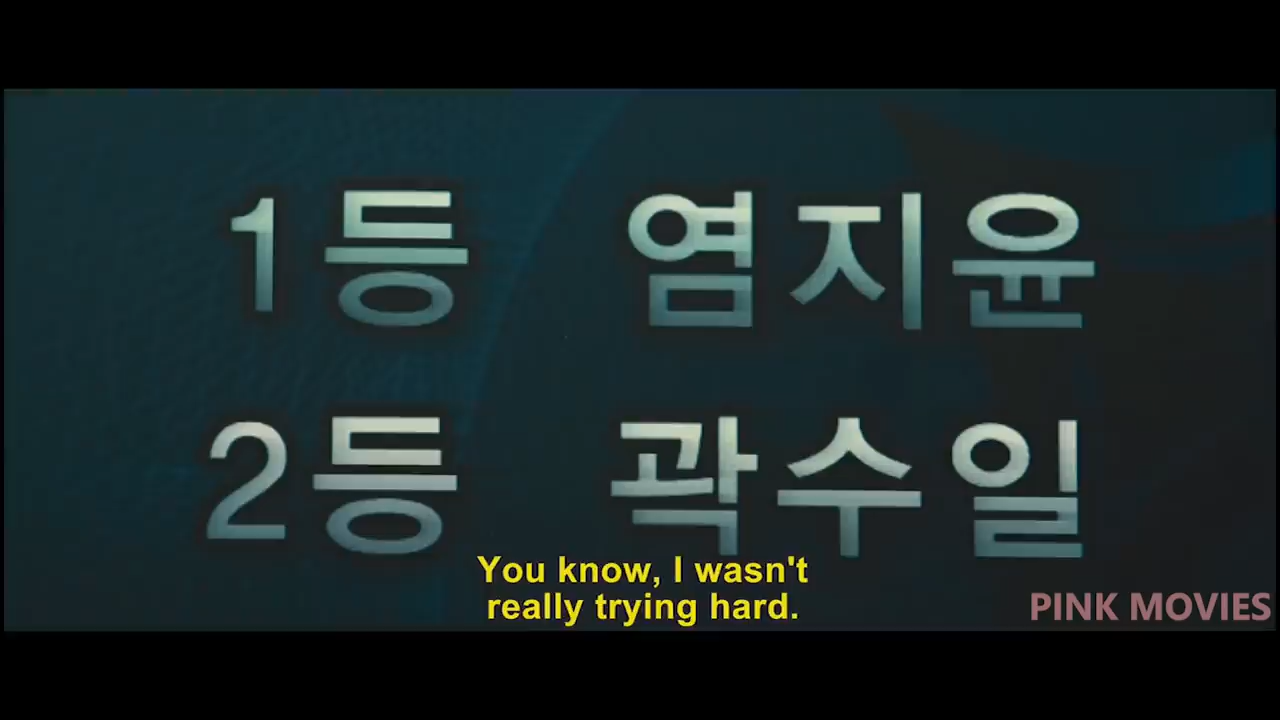 1등 염지윤
2등 곽수일
You know, I wasn't
really trying hard.
PINK MOVIES